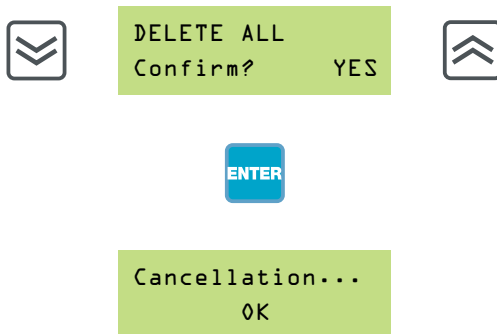 DELETE ALL
Confirm? YES
ENTER
Cancellation...
OK